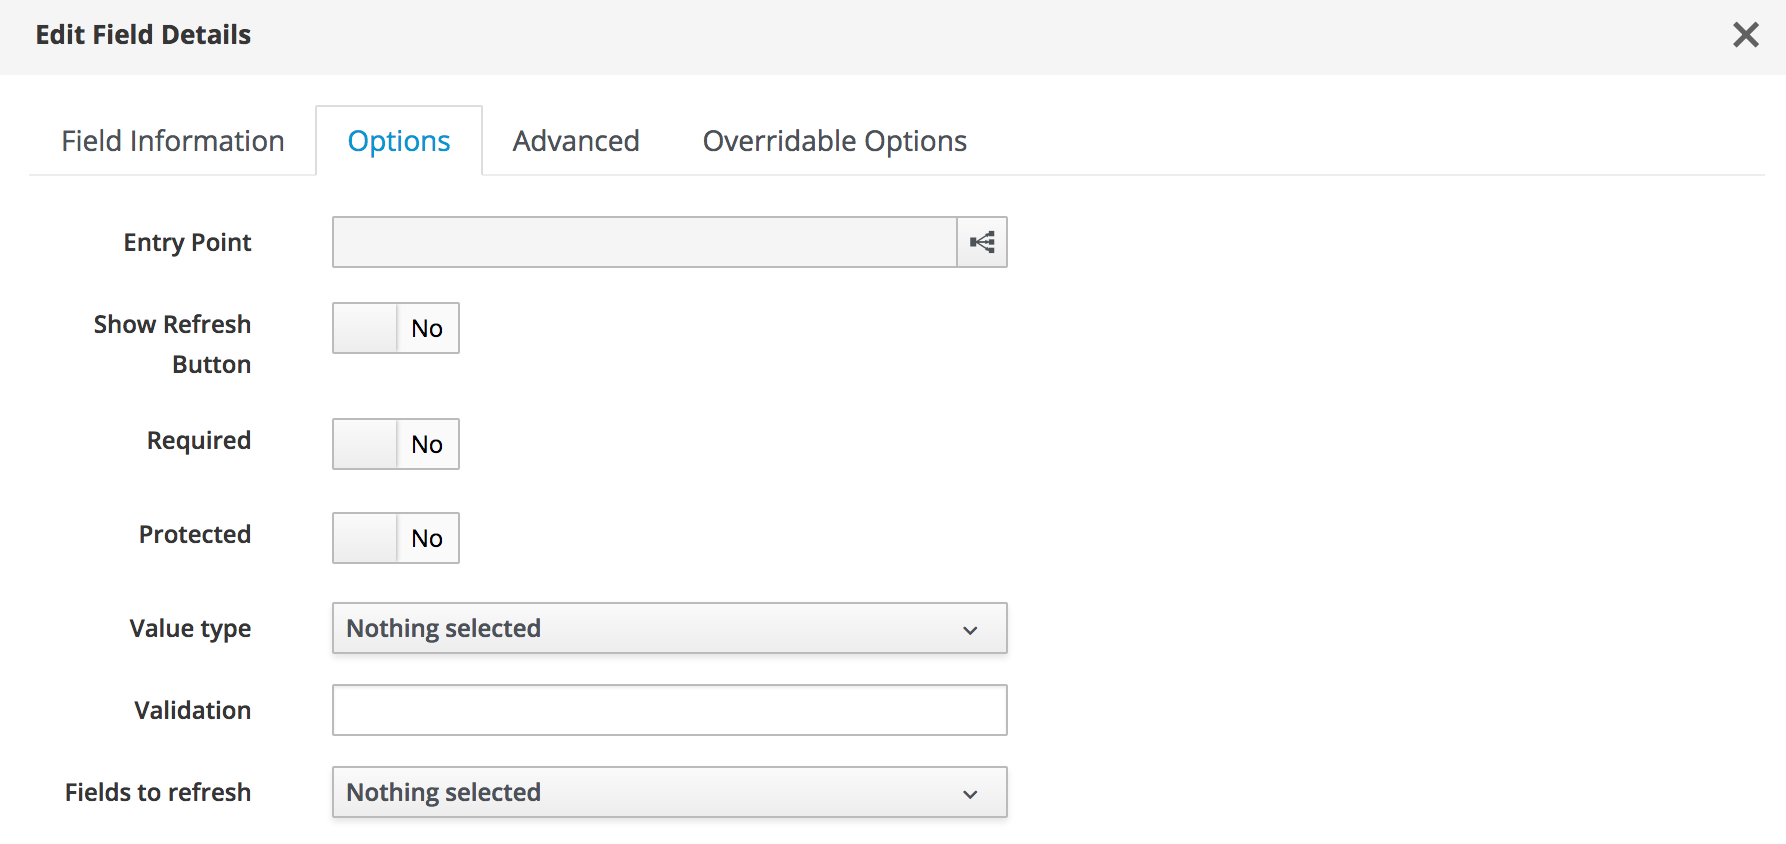 Edit Field Details
Field Information
Options
Advanced
Overridable Options
Entry Point
Show Refresh
Button
No
Required
No
Protected
No
Value type
Nothing selected
Validation
Fields to refresh
Nothing selected